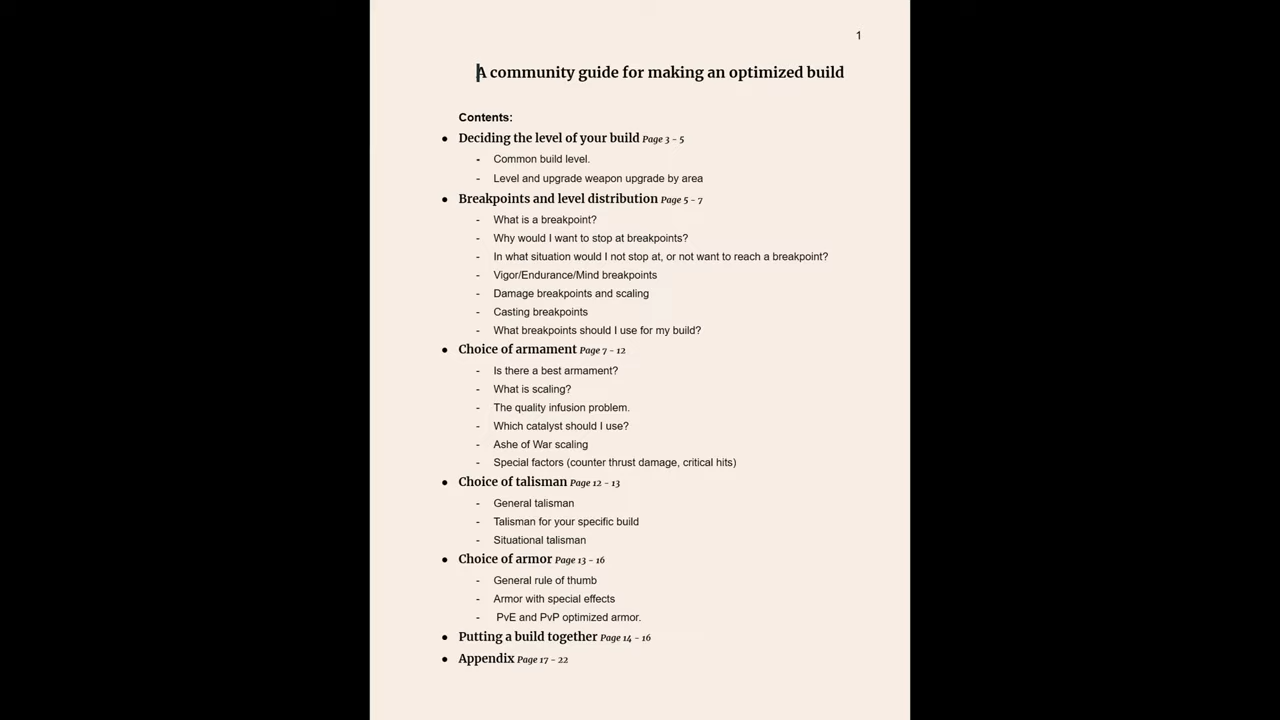 1
A community guide for making an optimized build
Contents:
● Deciding the level of your build Page 3 - 5
- Common build level.
- Level and upgrade weapon upgrade by area
● Breakpoints and level distribution Page 5 - 7
- What is a breakpoint?
- Why would I want to stop at breakpoints?
- In what situation would I not stop at, or not want to reach a breakpoint?
- Vigor/Endurance/Mind breakpoints
- Damage breakpoints and scaling
- Casting breakpoints
- What breakpoints should I use for my build?
● Choice of armament Page 7 - 12
- Is there a best armament?
- What is scaling?
- The quality infusion problem.
- Which catalyst should I use?
- Ashe of War scaling
- Special factors (counter thrust damage, critical hits)
● Choice of talisman Page 12 - 13
- General talisman
- Talisman for your specific build
- Situational talisman
● Choice of armor Page 13 - 16
- General rule of thumb
- Armor with special effects
- PvE and PvP optimized armor.
● Putting a build together Page 14 - 16
● Appendix Page 17 - 22